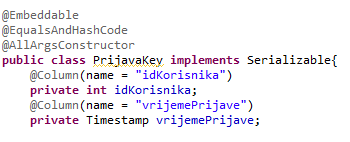 @Embeddable
@EqualsAndHashCode
@AllArgsConstructor
public class PrijavaKey implements Serializable{
    @Column(name = "idKorisnika")
    private int idKorisnika;
    @Column(name = "vrijemePrijave")
    private Timestamp vrijemePrijave;